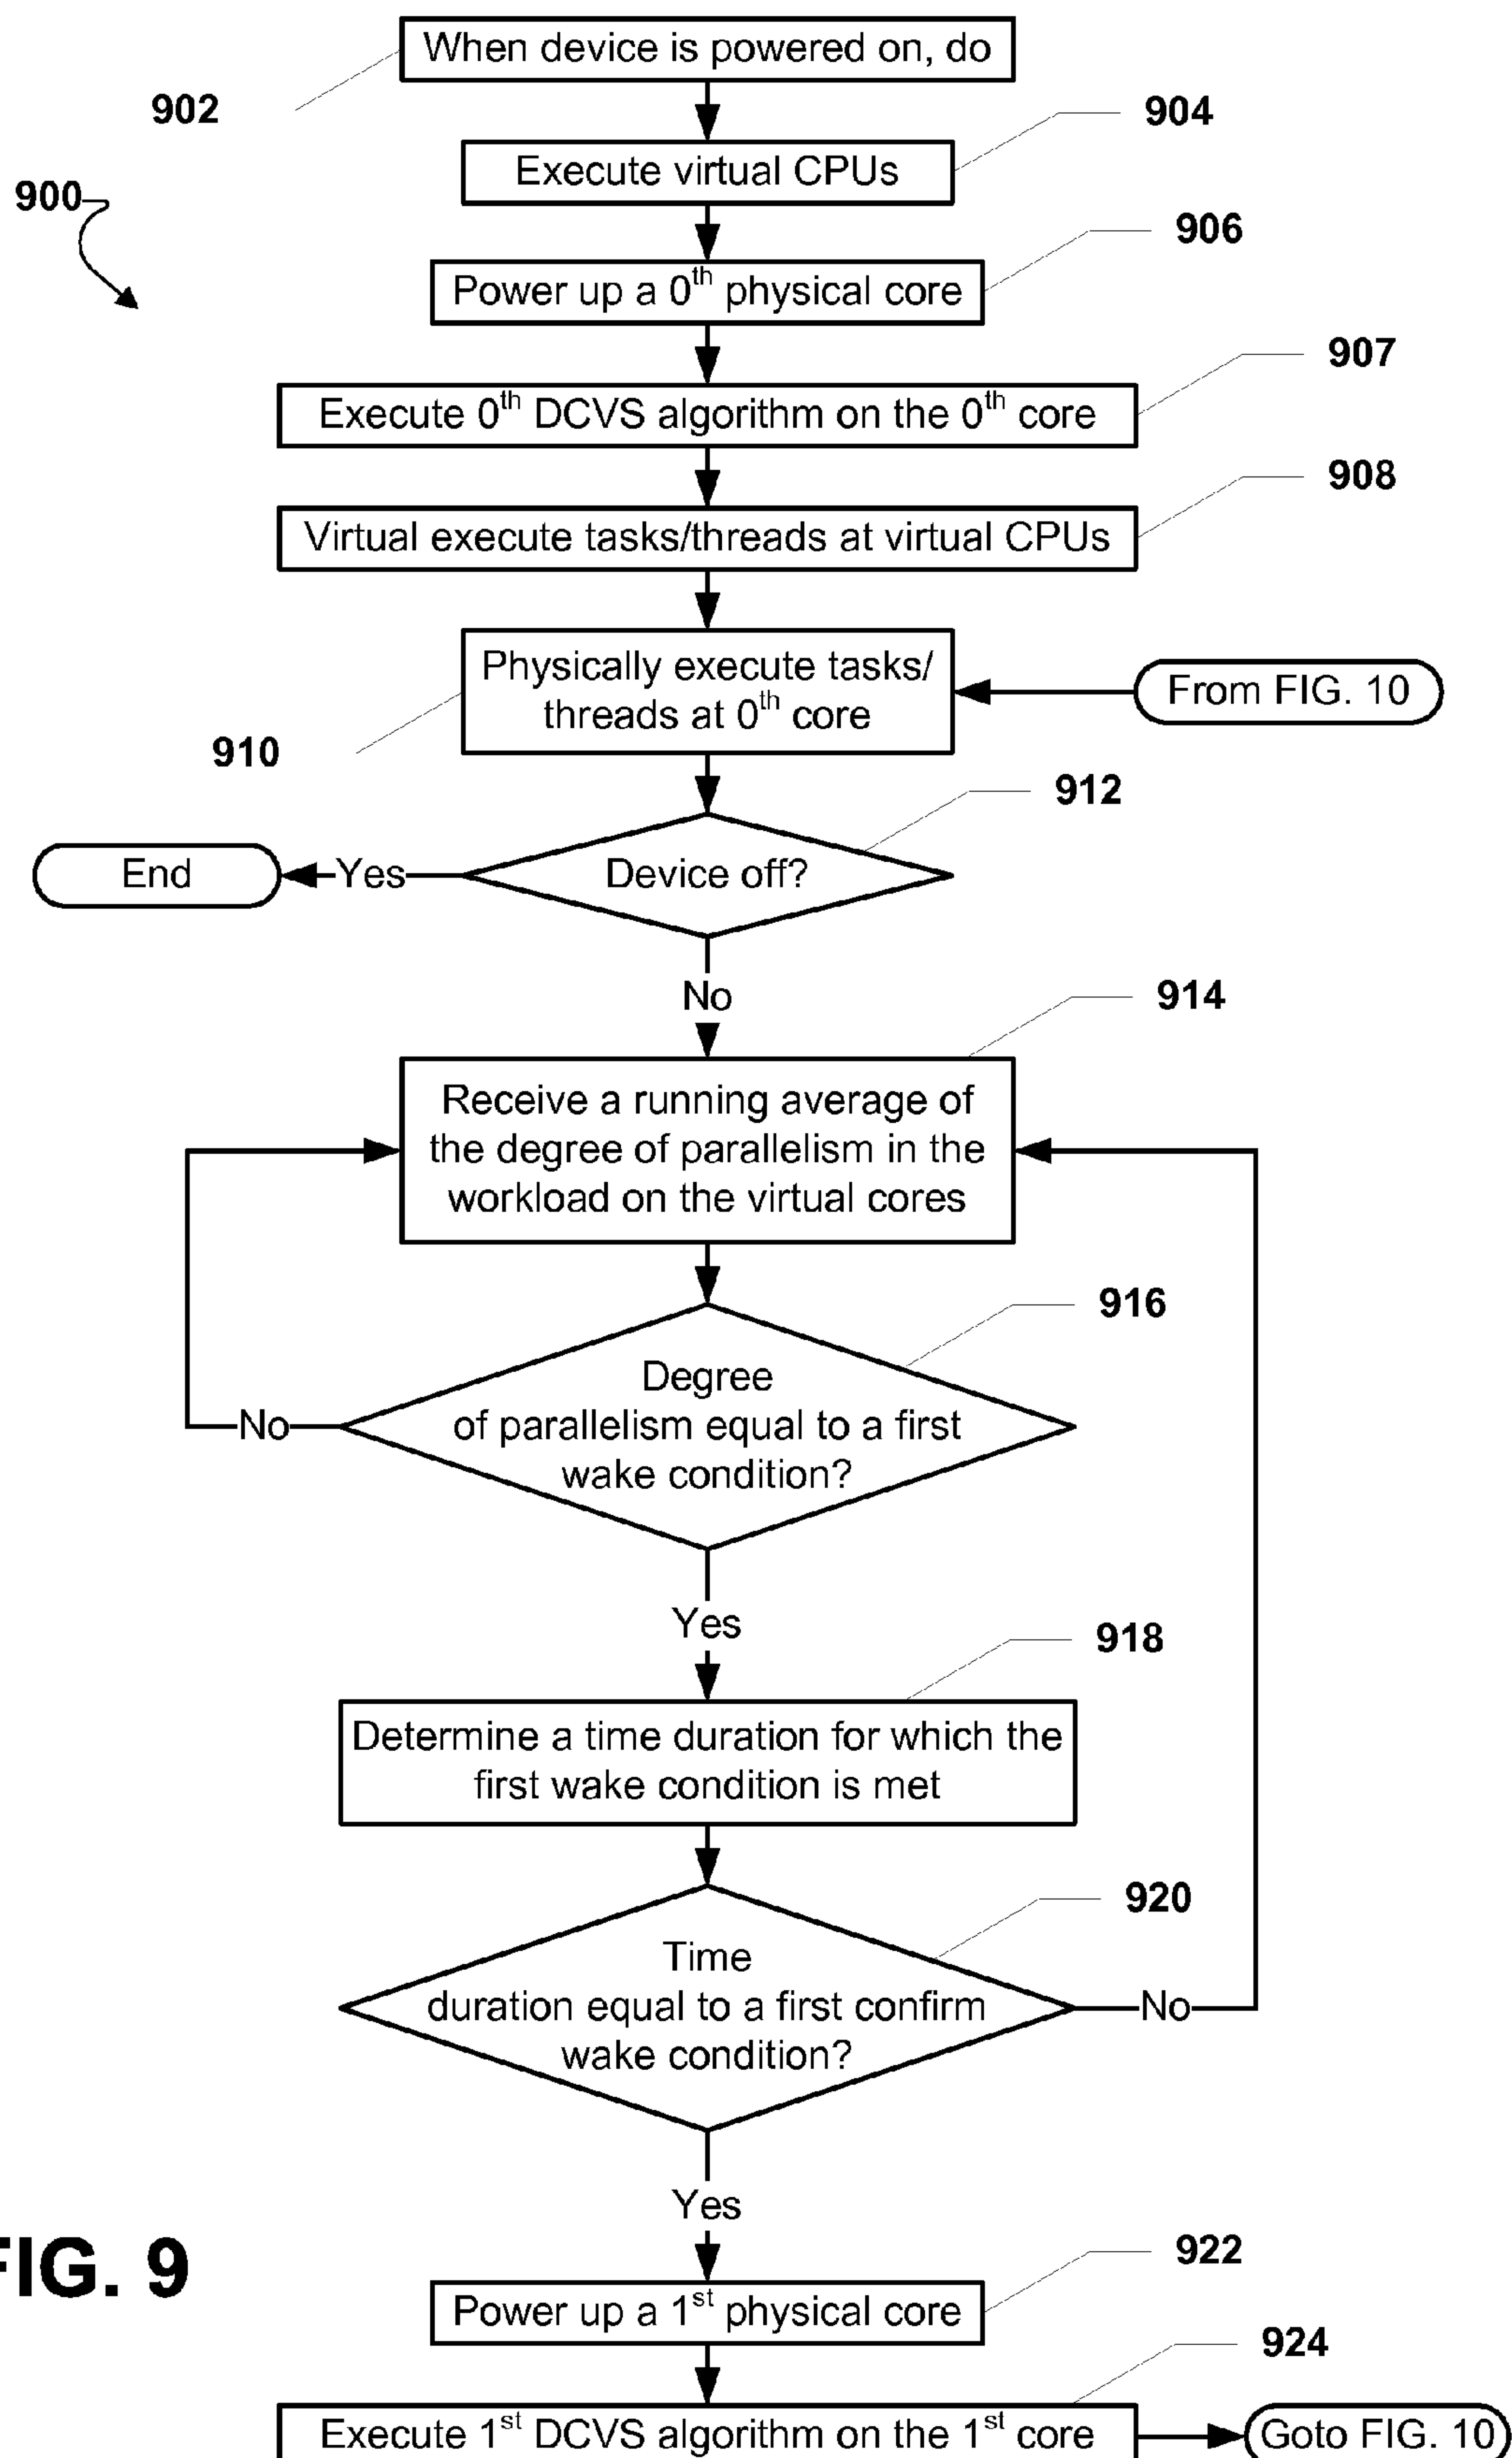 When device is powered on, do
902
904
Execute virtual CPUs
900
906
Power up a 0th physical core
907
Execute 0th DCVS algorithm on the 0th core
908
Virtual execute tasks/threads at virtual CPUs
Physically execute tasks/
threads at 0th core
From FIG. 10
910
912
Device off?
Yes
End
No
914
Receive a running average of
the degree of parallelism in the
workload on the virtual cores
916
Degree
of parallelism equal to a first
wake condition?
No
Yes
918
Determine a time duration for which the
first wake condition is met
920
Time
duration equal to a first confirm
wake condition?
No
Yes
FIG. 9
922
Power up a 1st physical core
924
Execute 1st DCVS algorithm on the 1st core
Goto FIG. 10